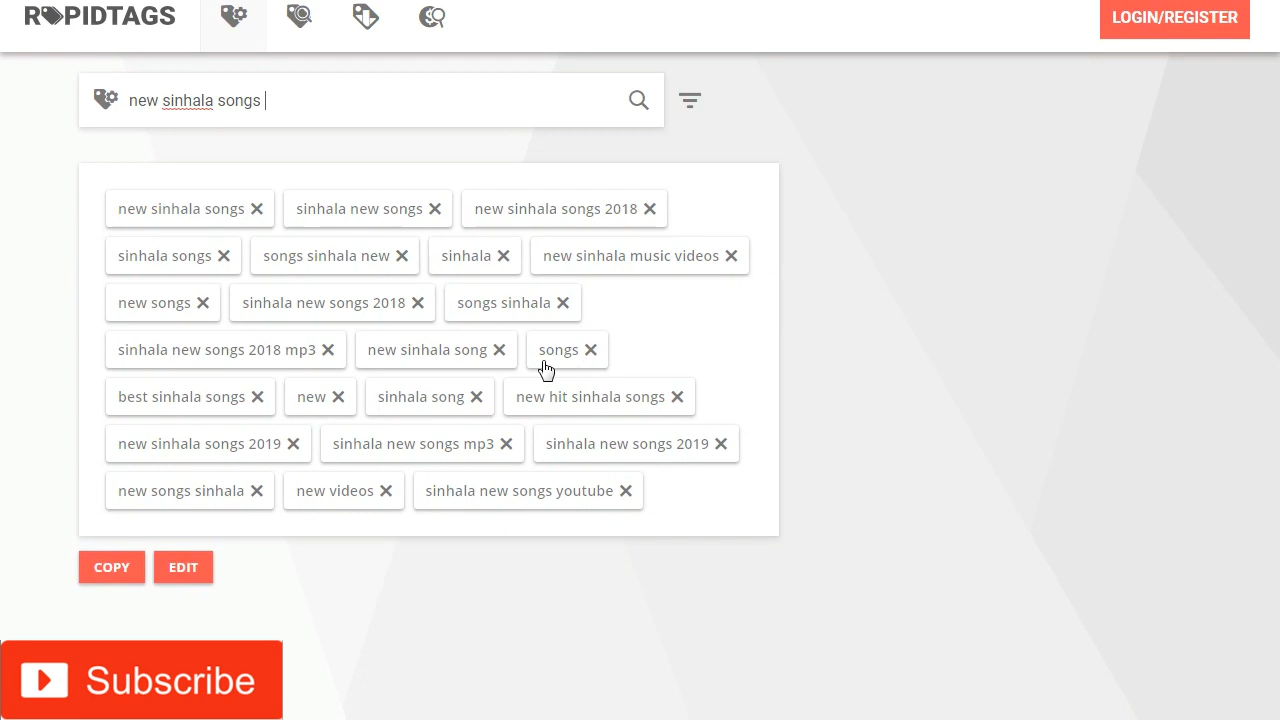 RAPIDTAGS
LOGIN/REGISTER
new sinhala songs
new sinhala songs ✕ sinhala new songs ✕ new sinhala songs 2018 ✕
sinhala songs ✕ songs sinhala new ✕ sinhala ✕ new sinhala music videos ✕
new songs ✕ sinhala new songs 2018 ✕ songs sinhala ✕
sinhala new songs 2018 mp3 ✕ new sinhala song ✕ songs ✕
best sinhala songs ✕ new ✕ sinhala song ✕ new hit sinhala songs ✕
new sinhala songs 2019 ✕ sinhala new songs mp3 ✕ sinhala new songs 2019 ✕
new songs sinhala ✕ new videos ✕ sinhala new songs youtube ✕
COPY EDIT
Subscribe